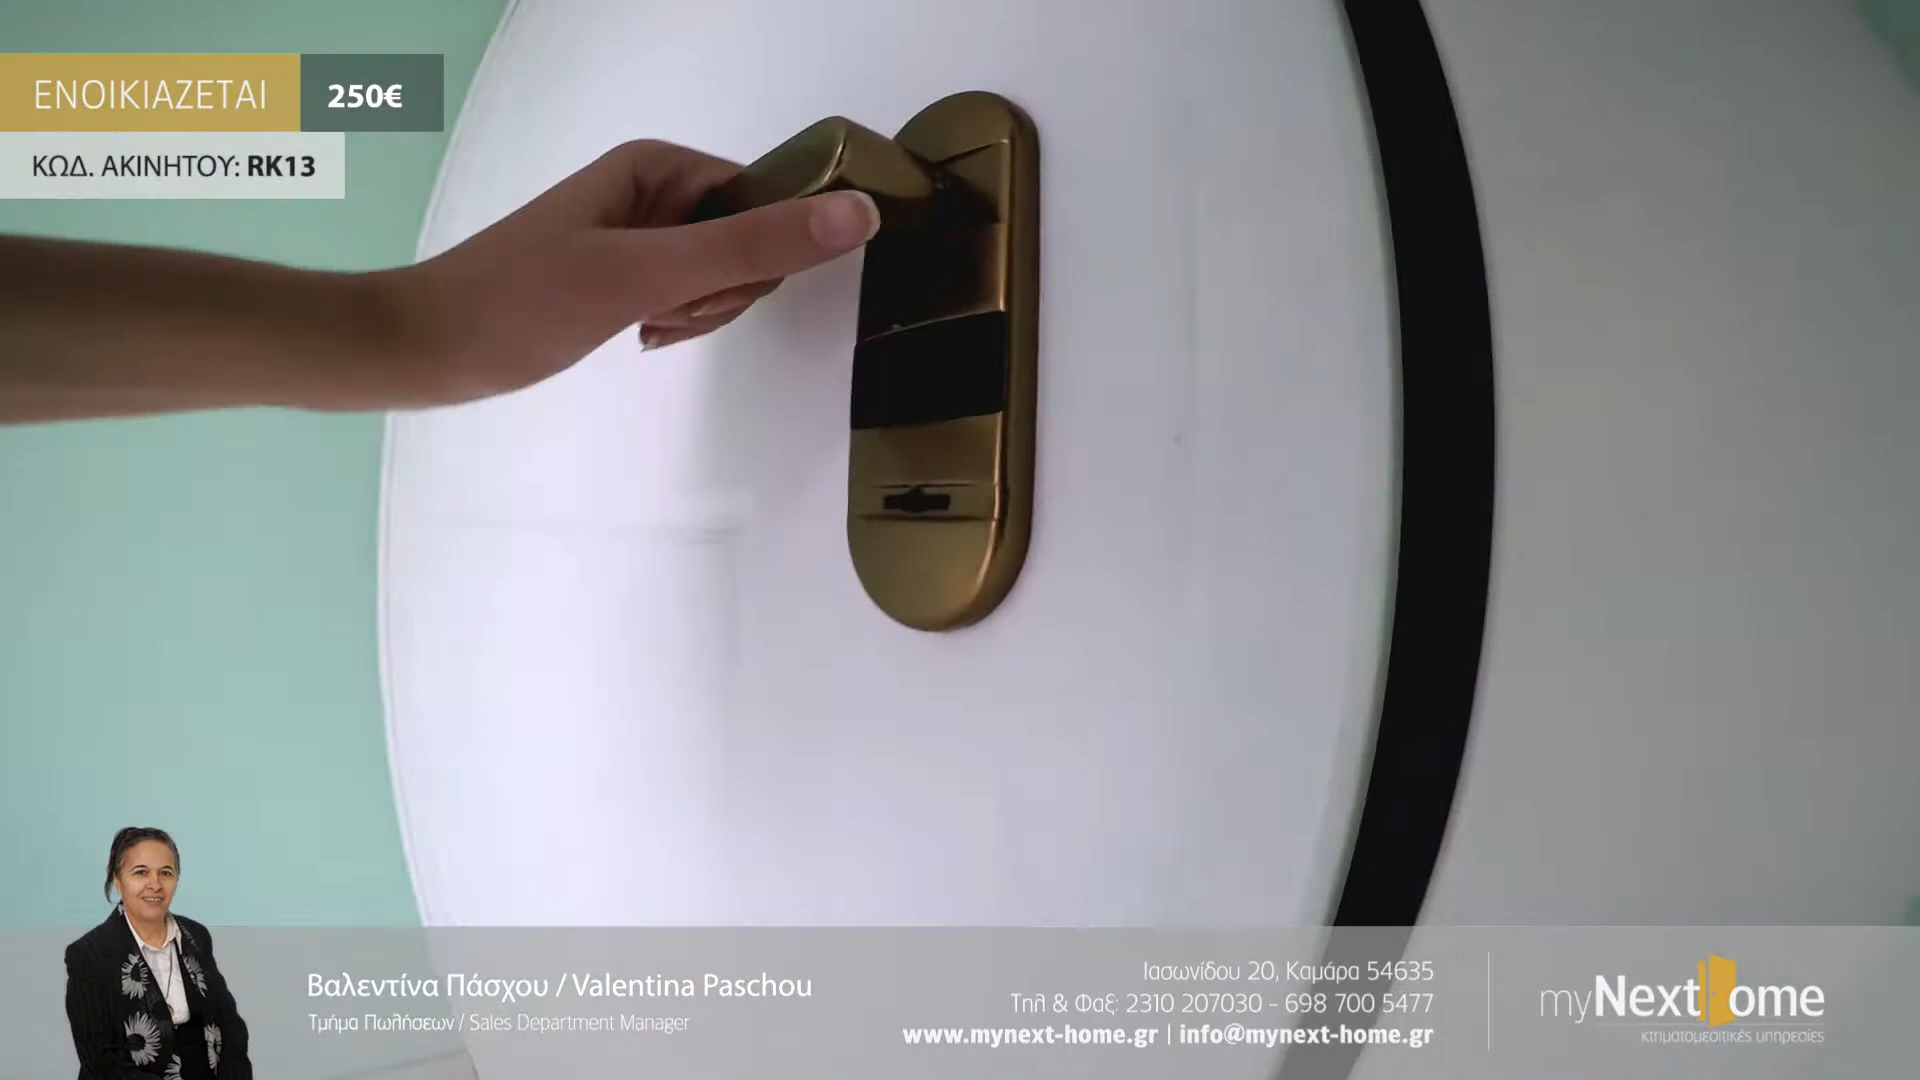 ΕΝΟΙΚΙΑΖΕΤΑΙ 250€
ΚΩΔ. ΑΚΙΝΗΤΟΥ: RK13
Βαλεντίνα Πάσχου / Valentina Paschou
Τμήμα Πωλήσεων / Sales Department Manager
Ιασωνίδου 20, Καμάρα 54635
Τηλ & Φαξ: 2310 207030 - 698 700 5477
www.mynext-home.gr | info@mynext-home.gr
myNextHome
κτηματομεσιτικές υπηρεσίες